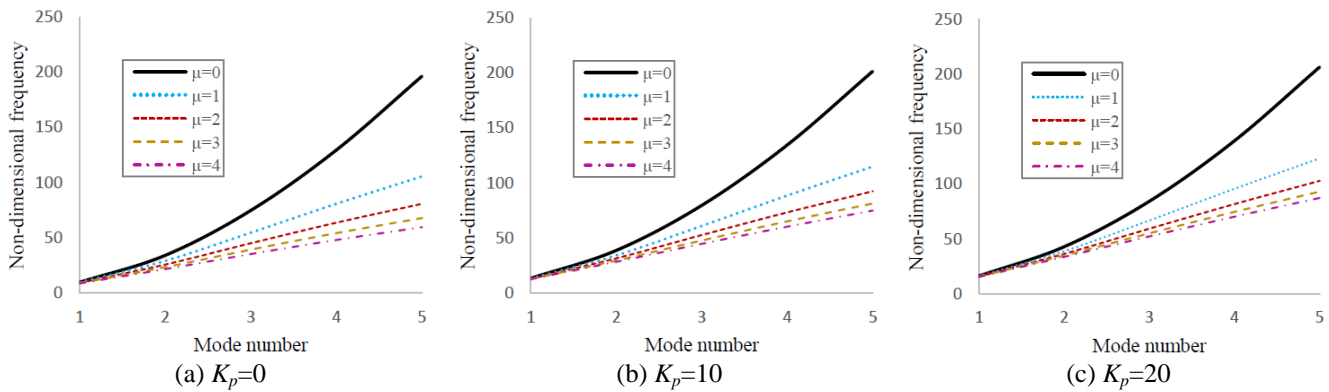 250
200
150
100
50
0
Non-dimensional frequency
μ=0
μ=1
μ=2
μ=3
μ=4
1 2 3 4 5
Mode number
(a) Kp=0
250
200
150
100
50
0
Non-dimensional frequency
μ=0
μ=1
μ=2
μ=3
μ=4
1 2 3 4 5
Mode number
(b) Kp=10
250
200
150
100
50
0
Non-dimensional frequency
μ=0
μ=1
μ=2
μ=3
μ=4
1 2 3 4 5
Mode number
(c) Kp=20